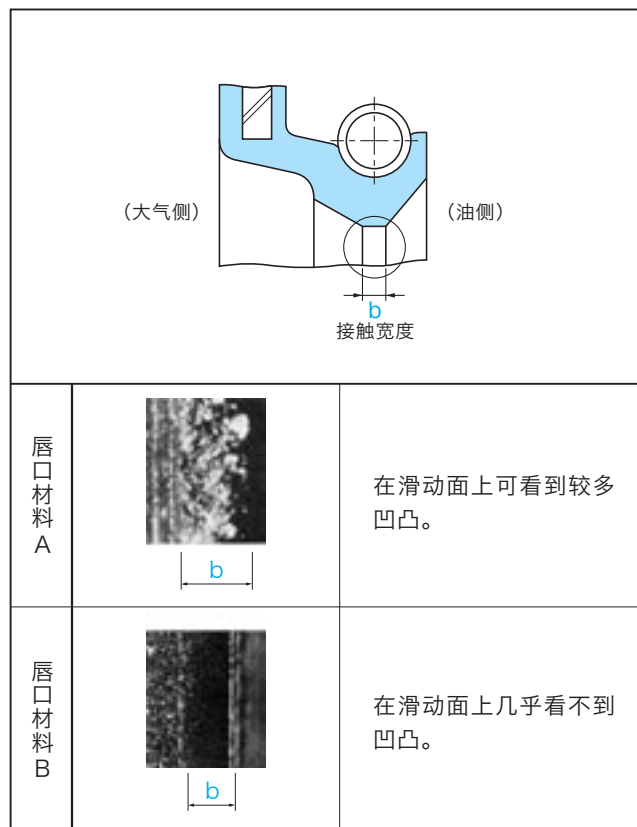 （大气侧）
（油侧）
b
接触宽度
唇口材料A
b
在滑动面上可看到较多
凹凸。
唇口材料B
b
在滑动面上几乎看不到
凹凸。